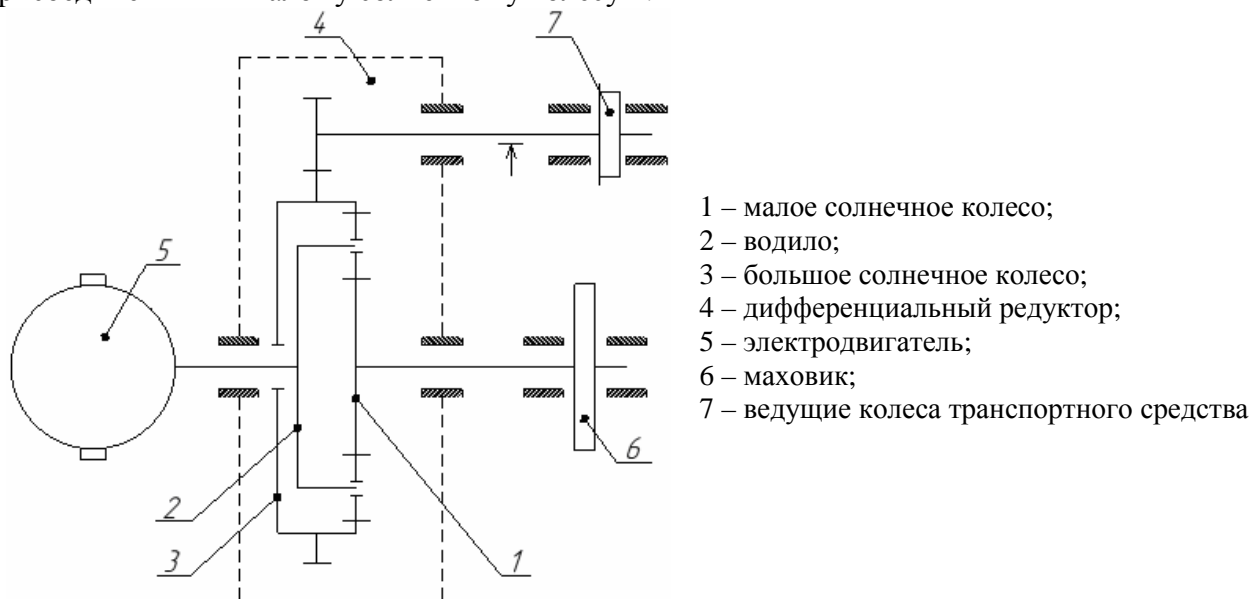 4
7
5
2
3
1
6
1 – малое солнечное колесо;
2 – водило;
3 – большое солнечное колесо;
4 – дифференциальный редуктор;
5 – электродвигатель;
6 – маховик;
7 – ведущие колеса транспортного средства